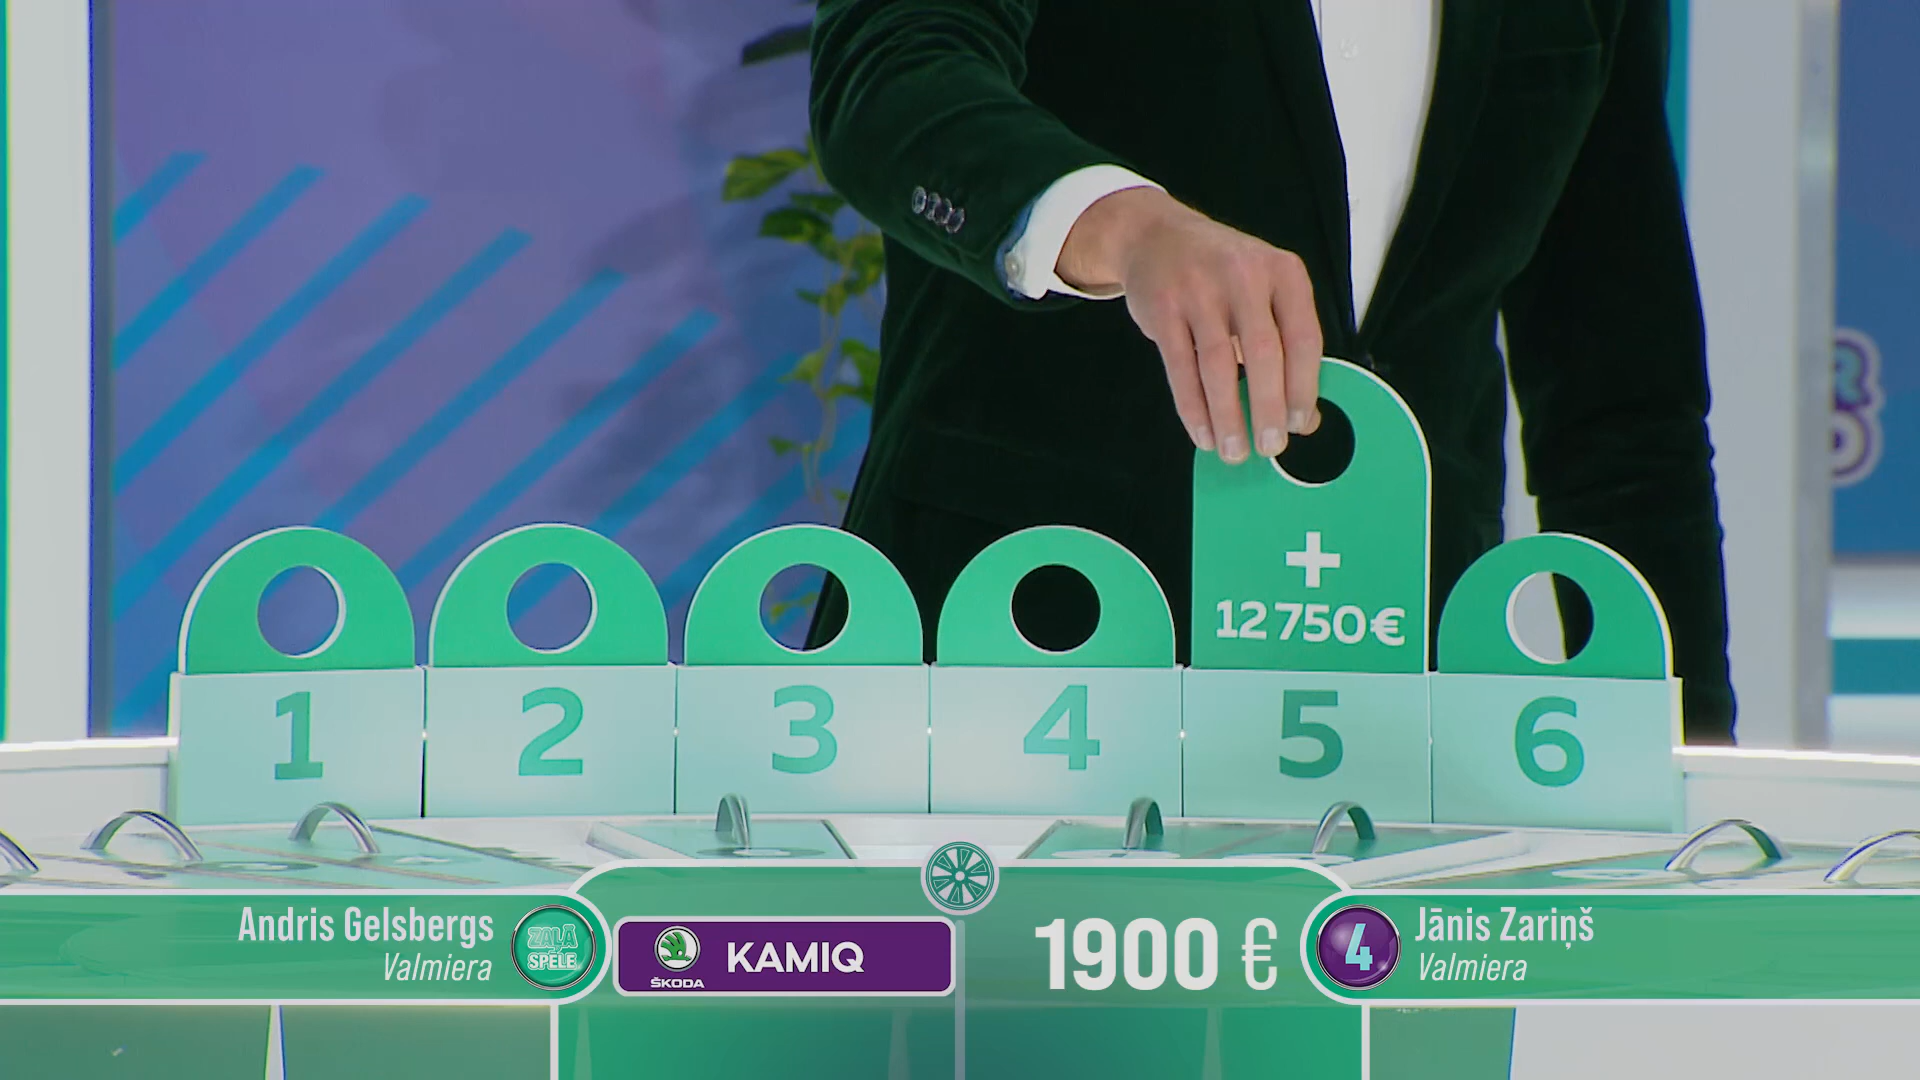 +
12 750 €
1
2
3
4
5
6
Andris Gelsbergs
Valmiera
ZAĻĀ
SPĒLE
ŠKODA
KAMIQ
1900 €
4
Jānis Zariņš
Valmiera